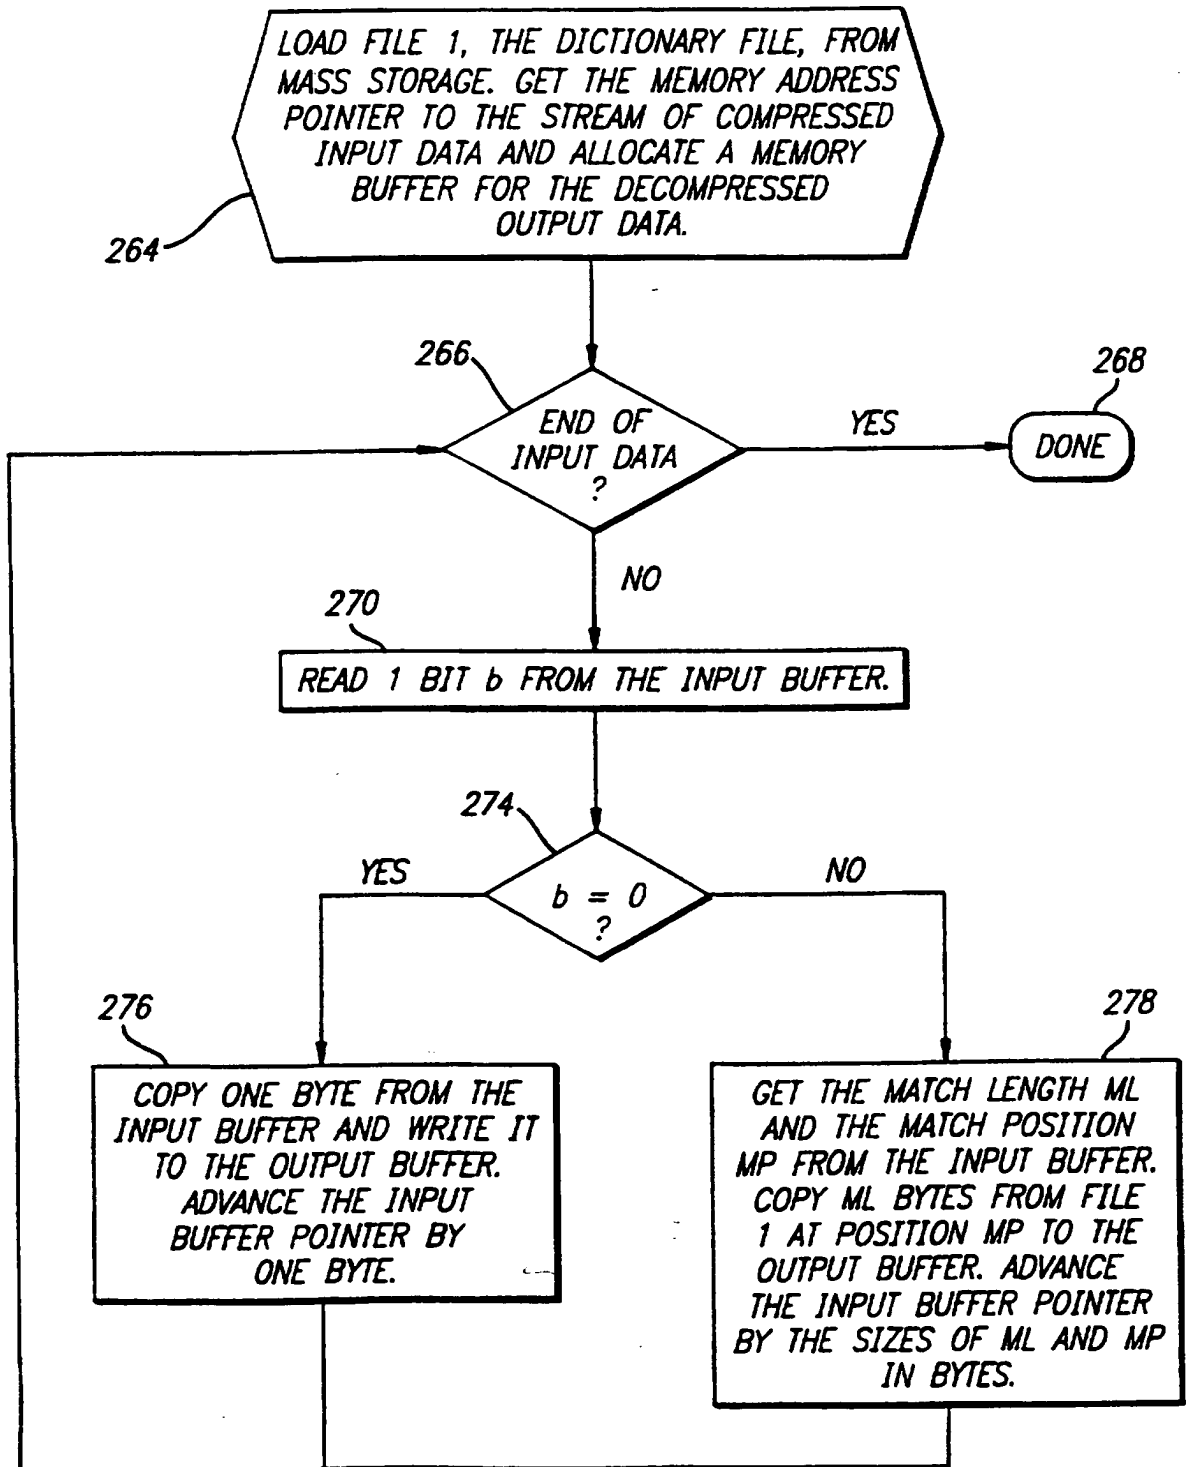 LOAD FILE 1, THE DICTIONARY FILE, FROM
MASS STORAGE. GET THE MEMORY ADDRESS
POINTER TO THE STREAM OF COMPRESSED
INPUT DATA AND ALLOCATE A MEMORY
BUFFER FOR THE DECOMPRESSED
OUTPUT DATA.
264
266
END OF
INPUT DATA
?
YES
268
DONE
NO
270
READ 1 BIT b FROM THE INPUT BUFFER.
274
b = 0
?
YES
NO
276
COPY ONE BYTE FROM THE
INPUT BUFFER AND WRITE IT
TO THE OUTPUT BUFFER.
ADVANCE THE INPUT
BUFFER POINTER BY
ONE BYTE.
278
GET THE MATCH LENGTH ML
AND THE MATCH POSITION
MP FROM THE INPUT BUFFER.
COPY ML BYTES FROM FILE
1 AT POSITION MP TO THE
OUTPUT BUFFER. ADVANCE
THE INPUT BUFFER POINTER
BY THE SIZES OF ML AND MP
IN BYTES.